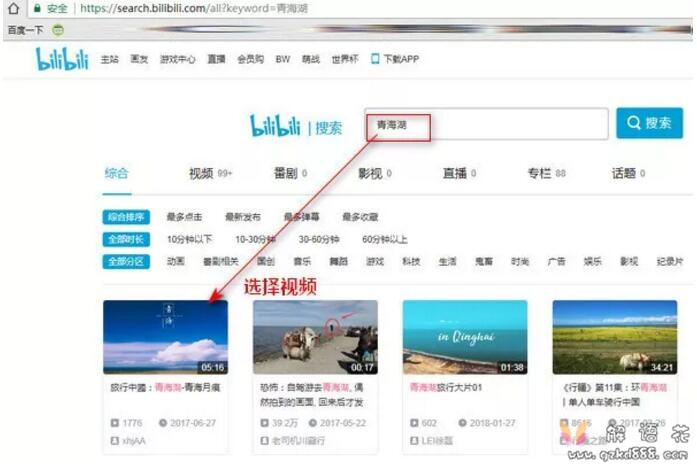 安全 https://search.bilibili.com/all?keyword=青海湖
百度一下
bilibili 主站 画友 游戏中心 直播 会员购 BW 萌战 世界杯 下载APP
bilibili | 搜索 青海湖 搜索
综合 视频 99+ 番剧 0 影视 0 直播 0 专栏 88 话题 0
综合排序 最多点击 最新发布 最多弹幕 最多收藏
全部时长 10分钟以下 10-30分钟 30-60分钟 60分钟以上
全部分区 动画 番剧相关 国创 音乐 舞蹈 游戏 科技 生活 鬼畜 时尚 广告 娱乐 影视 纪录片
选择视频
青海
in Qinghai
05:16 00:17 01:38 34:21
旅行中國：青海湖-青海月痕
恐怖：自驾游去青海湖, 偶然拍到的画面, 回来后才发
青海湖旅行大片01
《行疆》第11集：环青海湖丨单人单车骑行中国
1776 2017-06-27
39.2万 2017-05-22
602 2018-01-27
8616
xhjAA
老司机川藏行
LEI徐磊
解语花
www.gzkd888.com